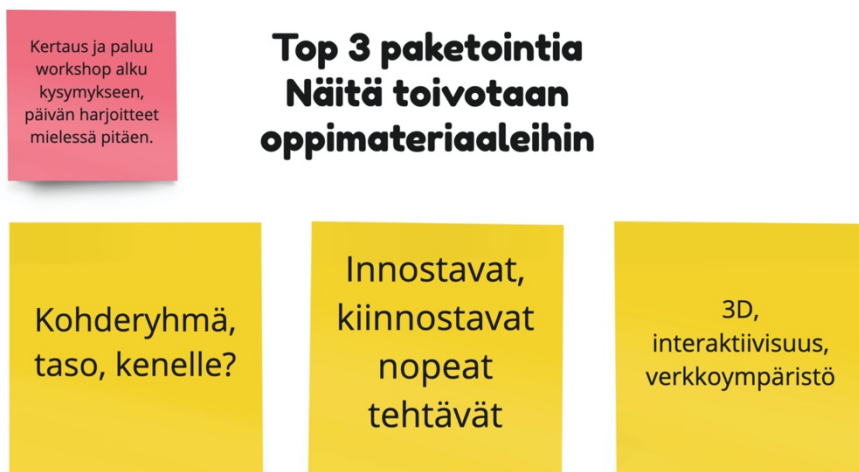 Kertaus ja paluu
workshop alku
kysymykseen,
päivän harjoitteet
mielessä pitäen.
Top 3 paketointia
Näitä toivotaan
oppimateriaaleihin
Kohderyhmä,
taso, kenelle?
Innostavat,
kiinnostavat
nopeat
tehtävät
3D,
interaktiivisuus,
verkkoympäristö